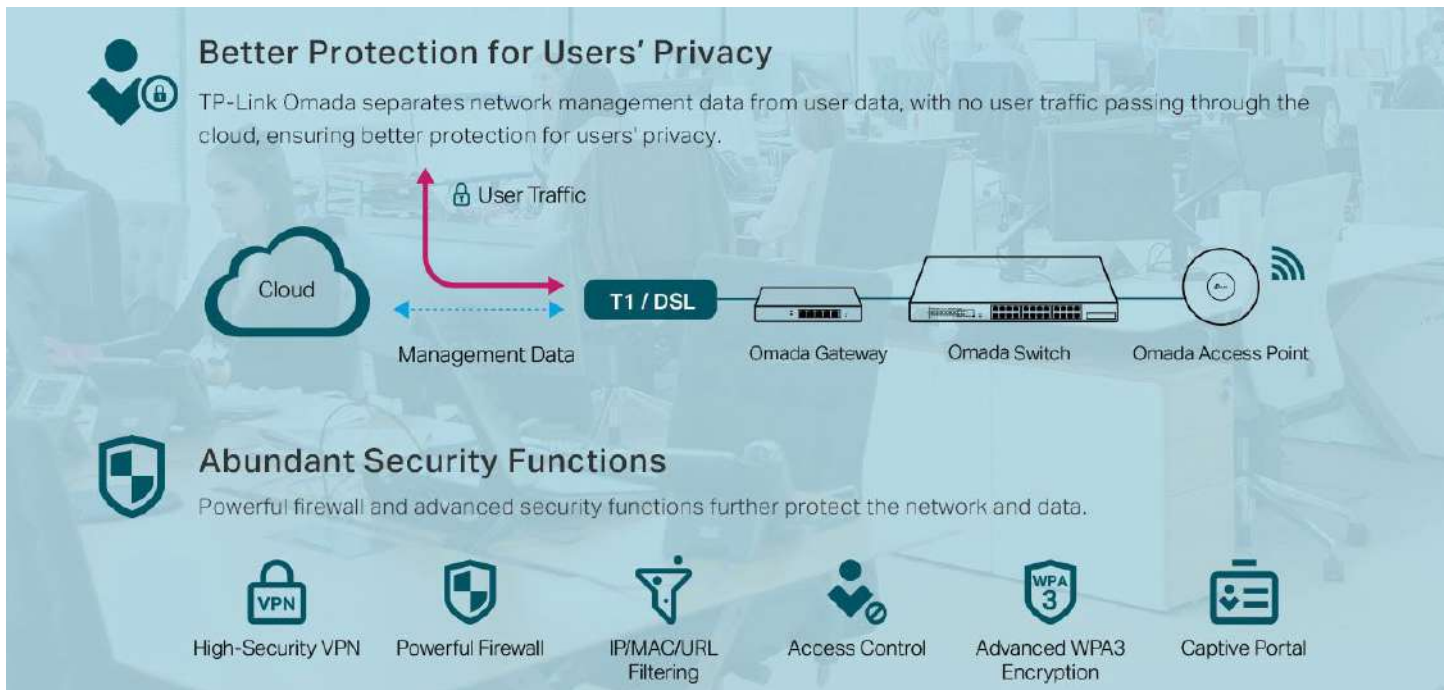 Better Protection for Users' Privacy
TP-Link Omada separates network management data from user data, with no user traffic passing through the
cloud, ensuring better protection for users' privacy.
User Traffic
Cloud
T1 / DSL
Management Data
Omada Gateway
Omada Switch
Omada Access Point
Abundant Security Functions
Powerful firewall and advanced security functions further protect the network and data.
VPN
WPA
3
High-Security VPN
Powerful Firewall
IP/MAC/URL
Filtering
Access Control
Advanced WPA3
Encryption
Captive Portal